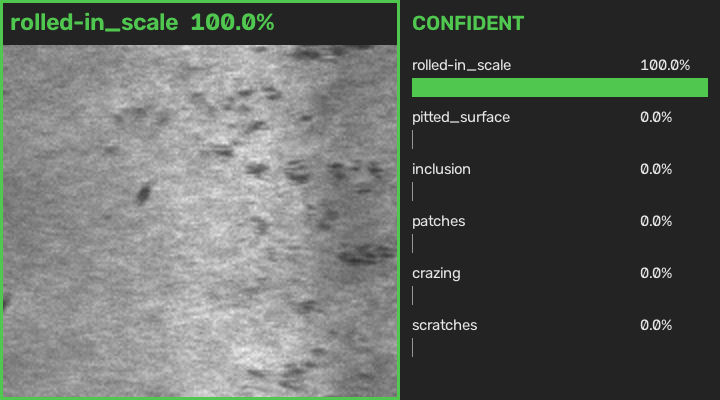 rolled-in_scale 100.0%
CONFIDENT
rolled-in_scale 100.0%
pitted_surface 0.0%
inclusion 0.0%
patches 0.0%
crazing 0.0%
scratches 0.0%